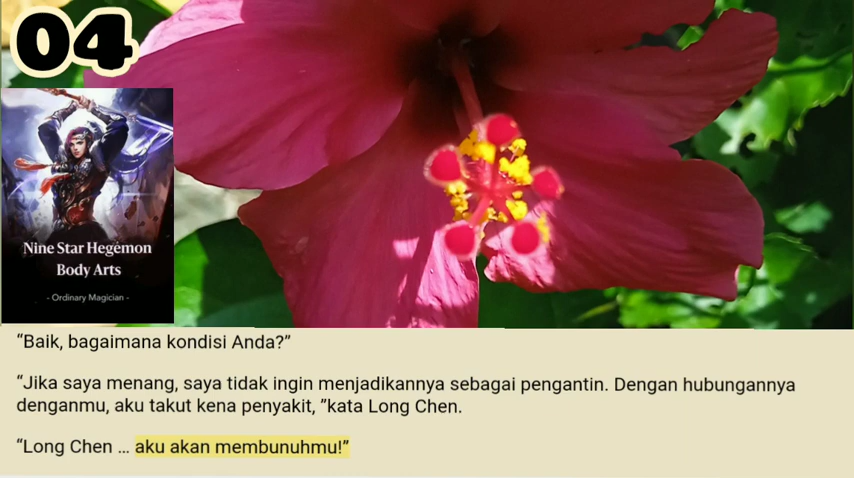 04
Nine Star Hegemon
Body Arts
- Ordinary Magician -
“Baik, bagaimana kondisi Anda?”
“Jika saya menang, saya tidak ingin menjadikannya sebagai pengantin. Dengan hubungannya
denganmu, aku takut kena penyakit, ”kata Long Chen.
“Long Chen ... aku akan membunuhmu!”